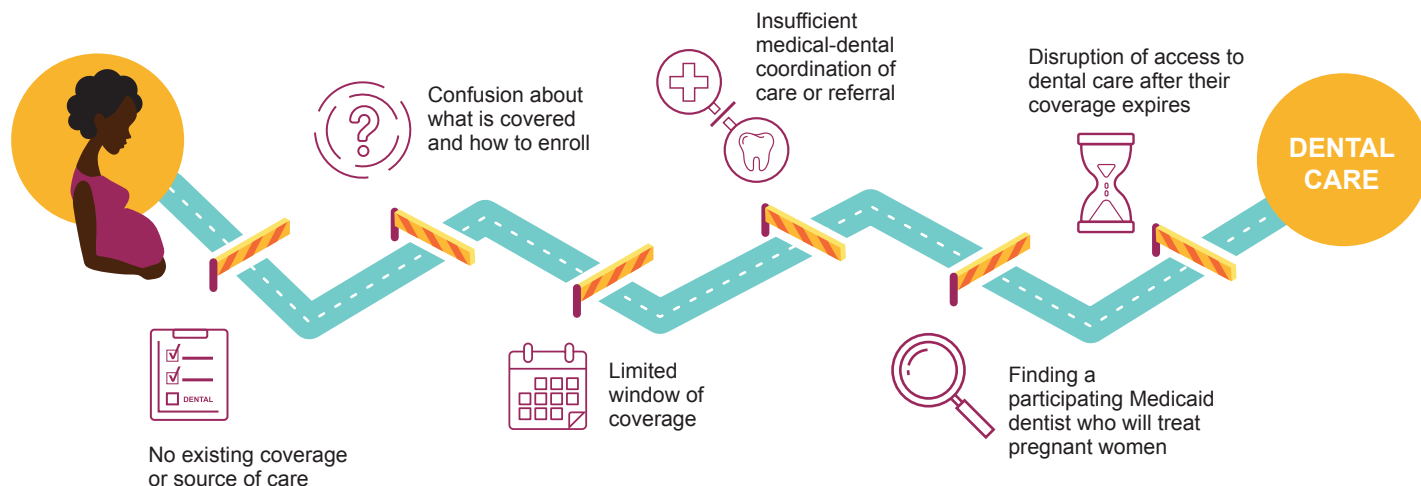 DENTAL
No existing coverage
or source of care
Confusion about
what is covered
and how to enroll
Limited
window of
coverage
Insufficient
medical-dental
coordination of
care or referral
Finding a
participating Medicaid
dentist who will treat
pregnant women
Disruption of access to
dental care after their
coverage expires
DENTAL
CARE